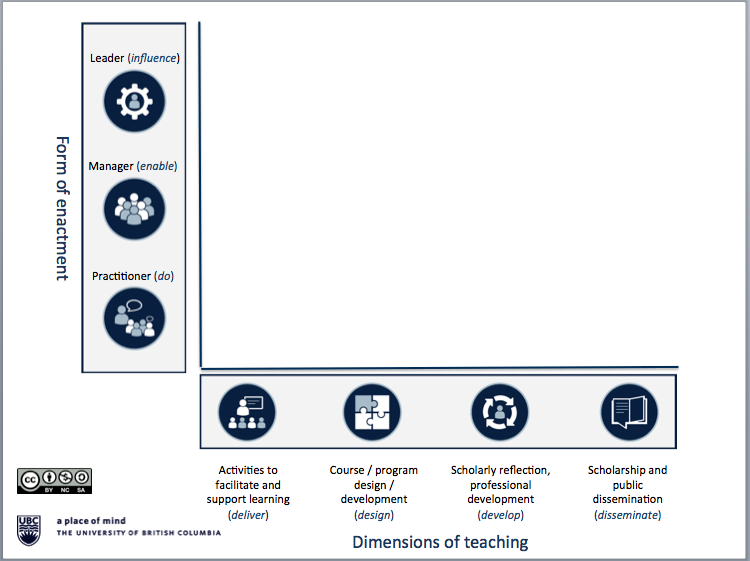 Leader (influence)
Manager (enable)
Practitioner (do)
Form of enactment
Activities to
facilitate and
support learning
(deliver)
Course / program
design /
development
(design)
Scholarly reflection,
professional
development
(develop)
Scholarship and
public
dissemination
(disseminate)
Dimensions of teaching
cc
BY NC SA
UBC
a place of mind
THE UNIVERSITY OF BRITISH COLUMBIA